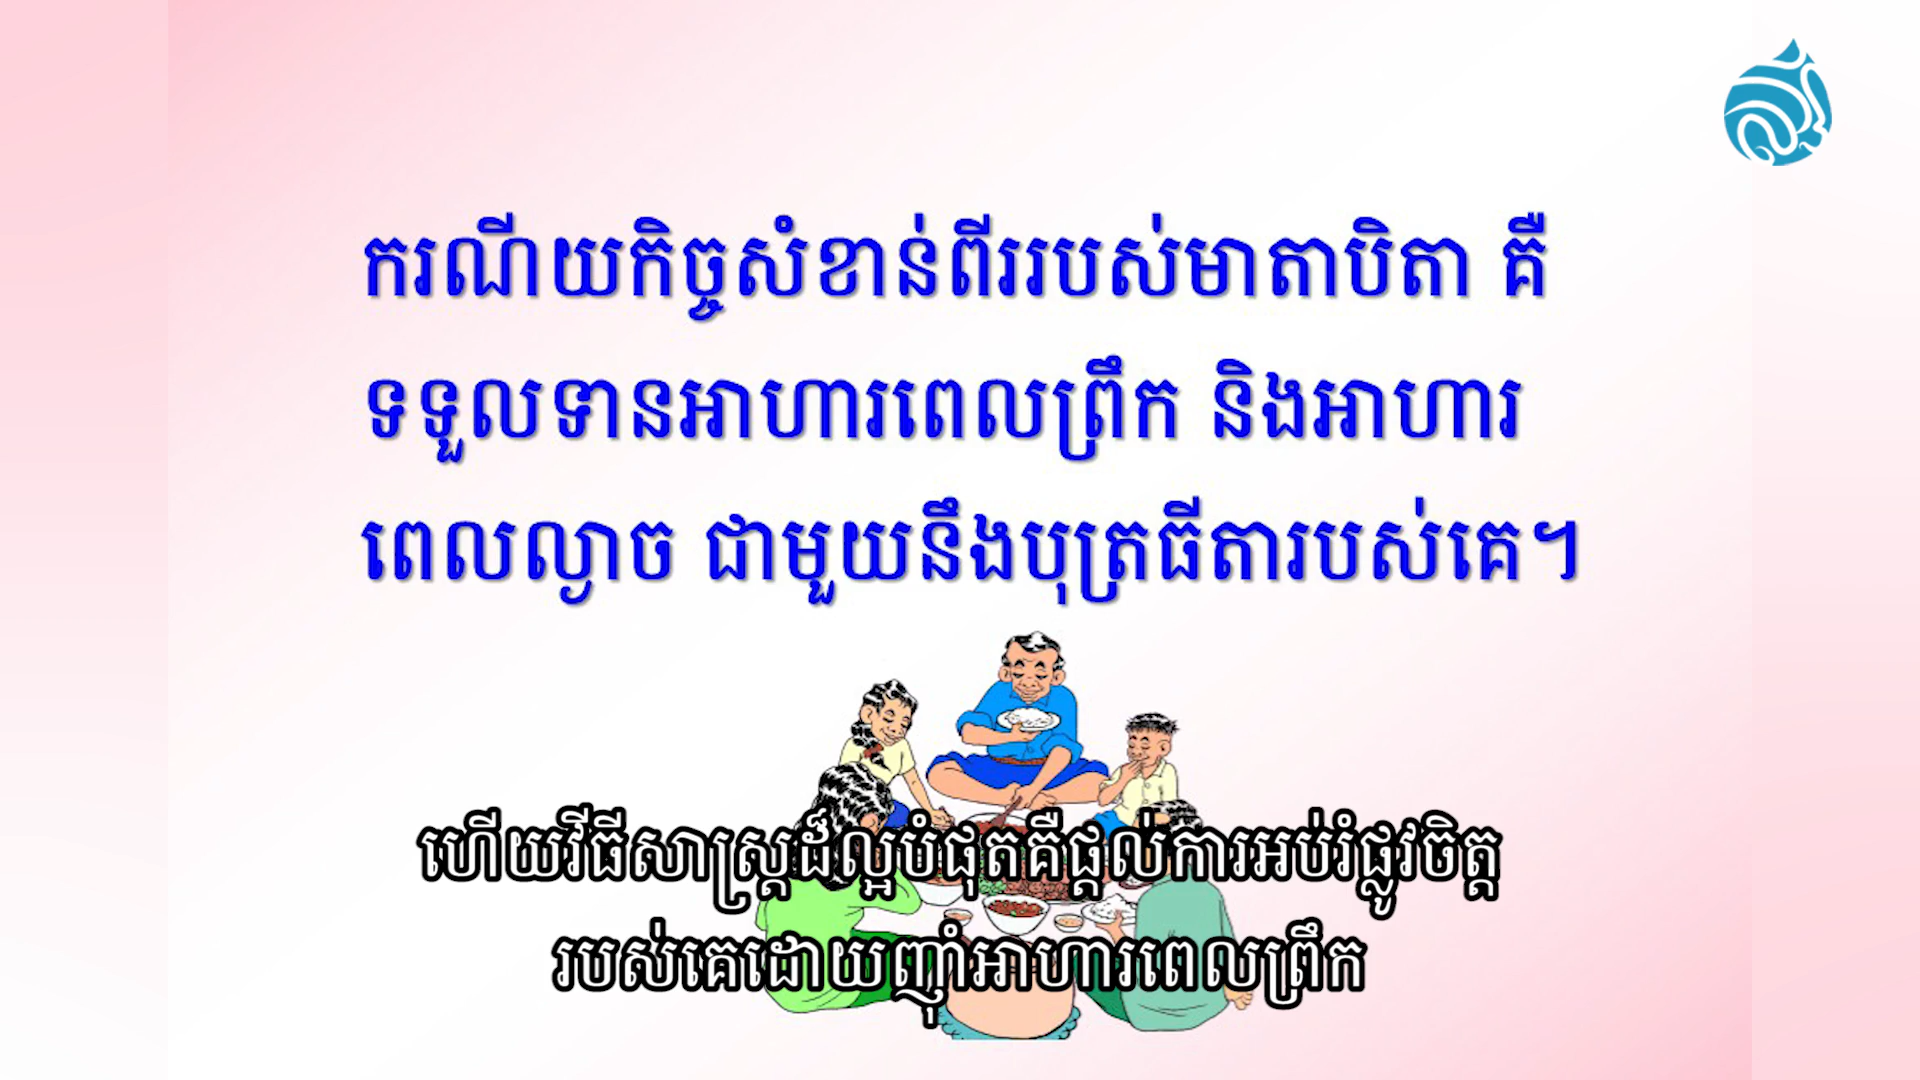 ករណីយកិច្ចសំខាន់ពីររបស់មាតាបិតា គឺ
ទទួលទានអាហារពេលព្រឹក និងអាហារ
ពេលល្ងាច ជាមួយនឹងបុត្រធីតារបស់គេ។
ហើយវីធីសាស្ត្រដ៏ល្អបំផុតគឺផ្តល់ការអប់រំផ្លូវចិត្ត
របស់គេដោយញ៉ាំអាហារពេលព្រឹក